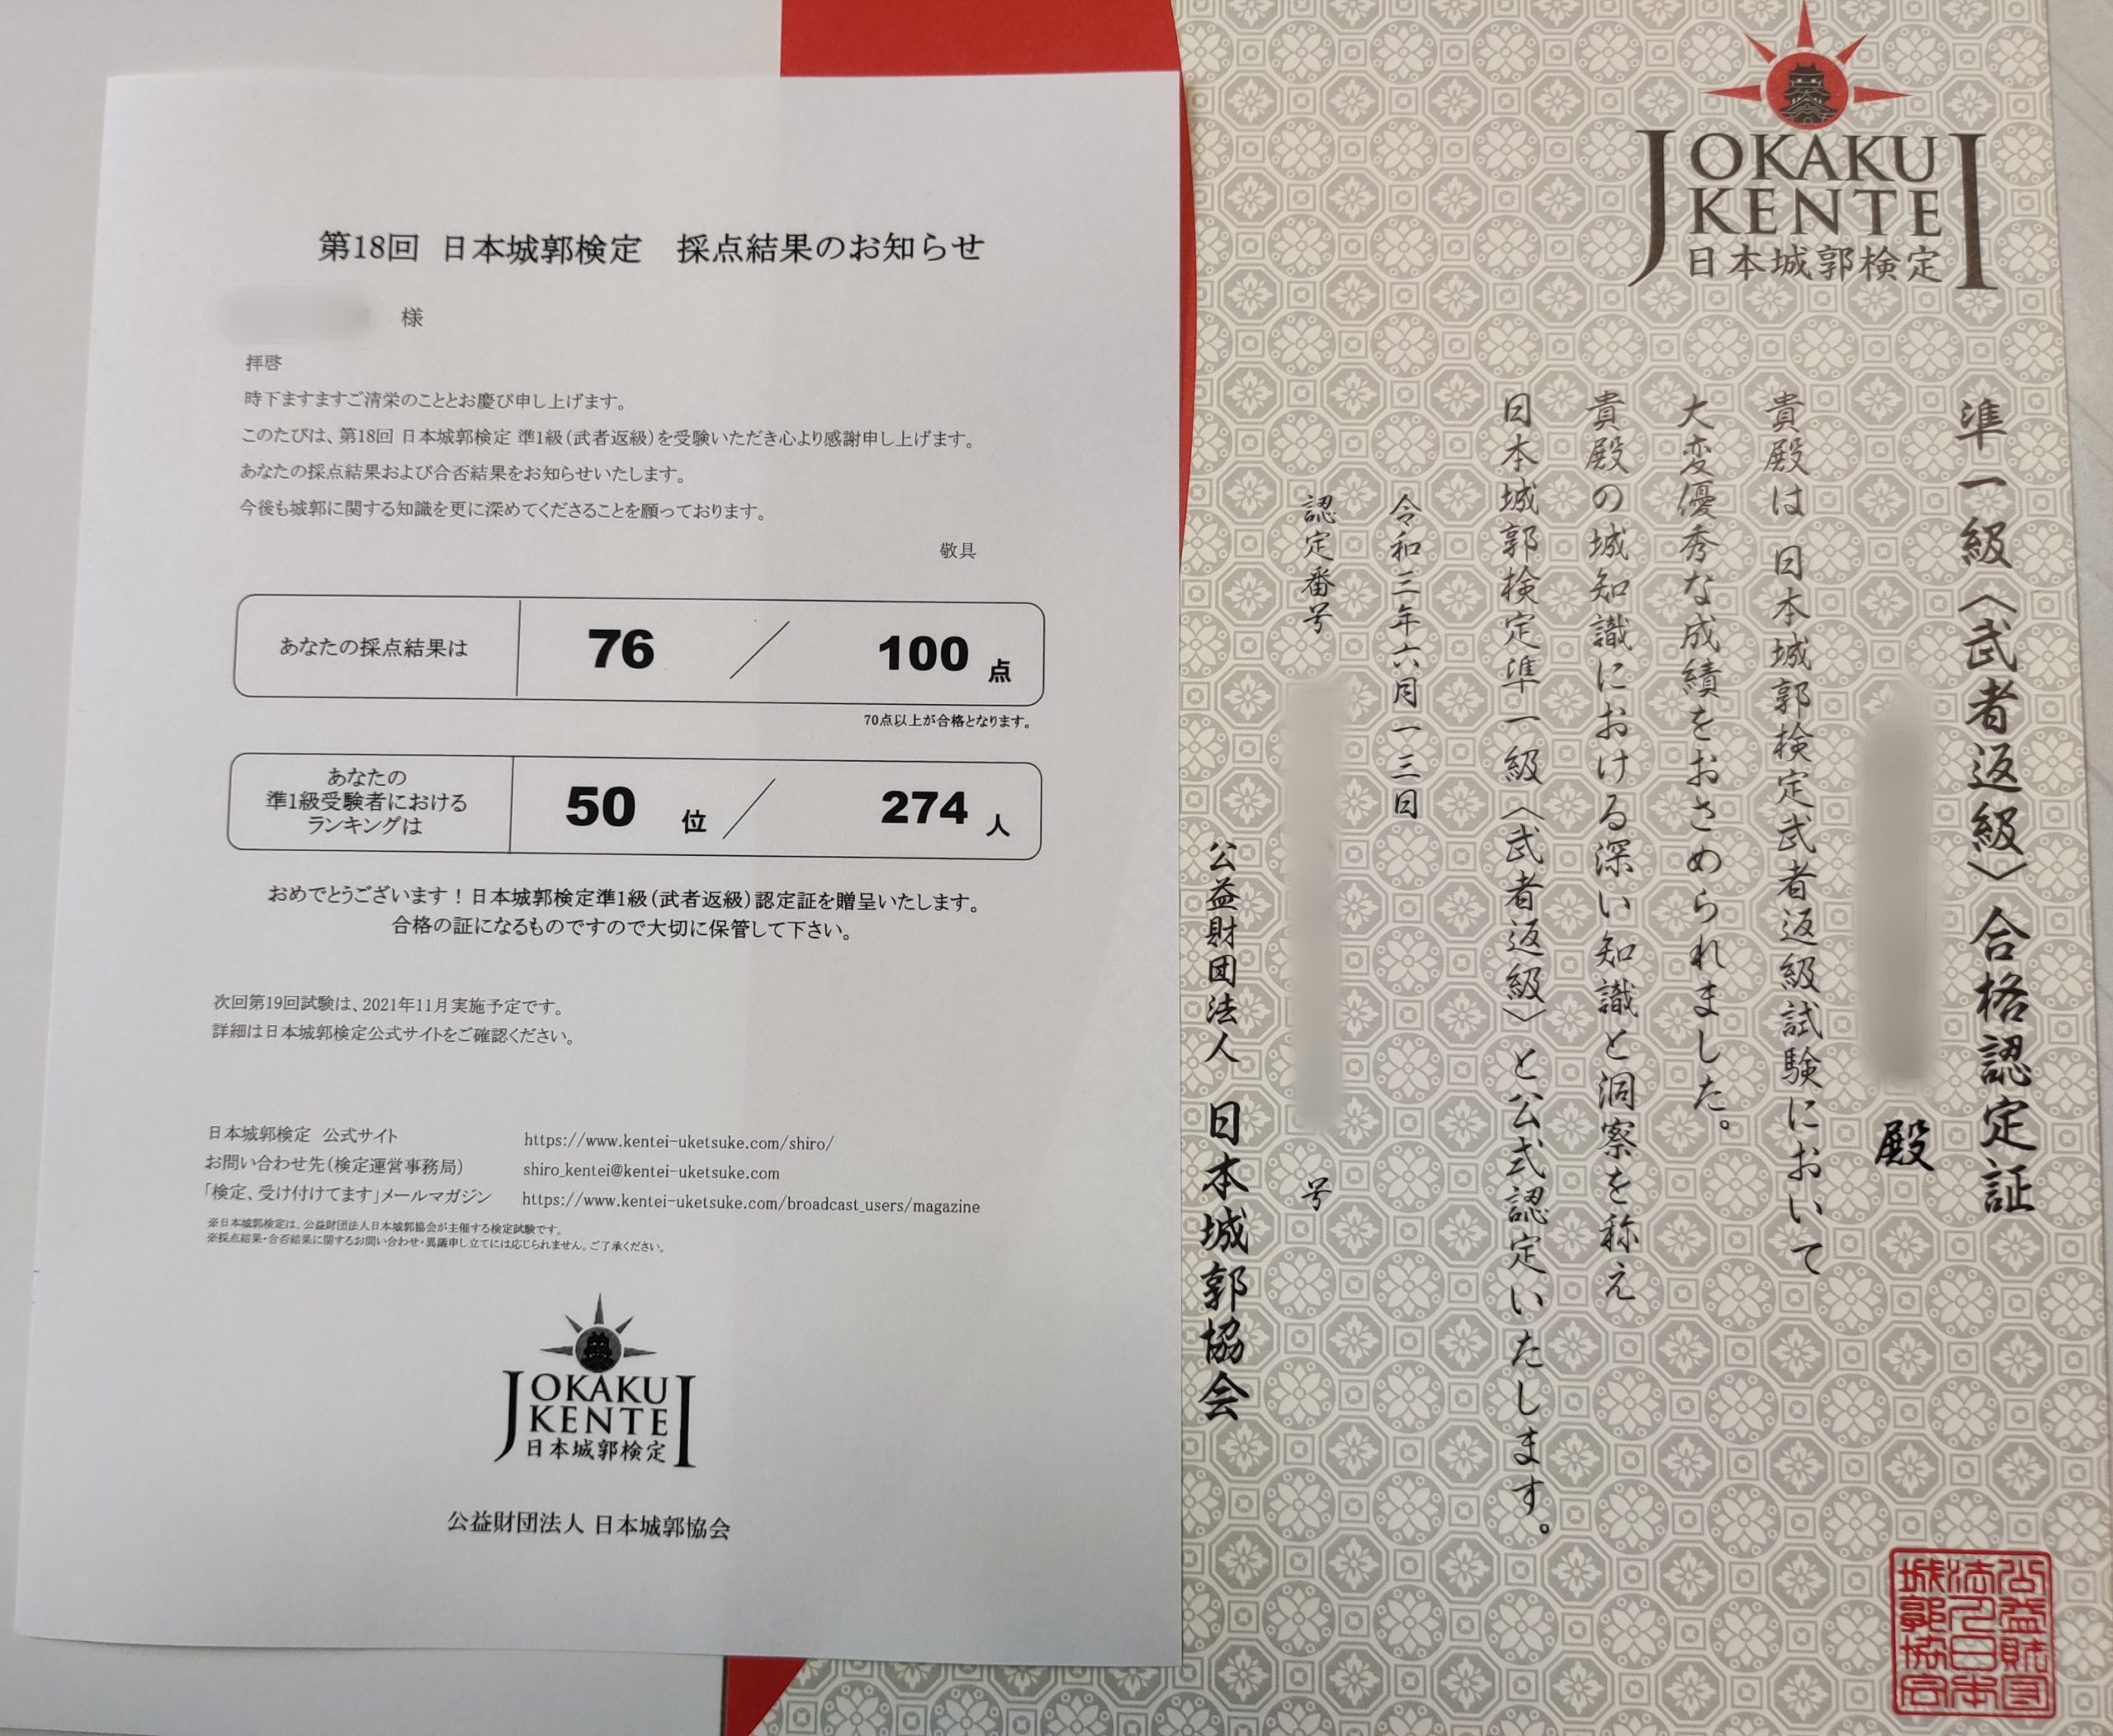 第18回 日本城郭検定 採点結果のお知らせ
様
拝啓
時下ますますご清栄のこととお慶び申し上げます。
このたびは、第18回 日本城郭検定 準1級(武者返級)を受験いただき心より感謝申し上げます。
あなたの採点結果および合否結果をお知らせいたします。
今後も城郭に関する知識を更に深めてくださることを願っております。
敬具
あなたの採点結果は 76 / 100 点
70点以上が合格となります。
あなたの
準1級受験者における
ランキングは
50 位 / 274 人
おめでとうございます！日本城郭検定準1級(武者返級)認定証を贈呈いたします。
合格の証になるものですので大切に保管して下さい。
次回第19回試験は、2021年11月実施予定です。
詳細は日本城郭検定公式サイトをご確認ください。
日本城郭検定 公式サイト https://www.kentei-uketsuke.com/shiro/
お問い合わせ先(検定運営事務局) shiro_kentei@kentei-uketsuke.com
「検定、受け付けてます」メールマガジン https://www.kentei-uketsuke.com/broadcast_users/magazine
※日本城郭検定は、公益財団法人日本城郭協会が主催する検定試験です。
※採点結果・合否結果に関するお問い合わせ・異議申し立てには応じられません。ご了承ください。
JOKAKU
KENTEI
日本城郭検定
公益財団法人 日本城郭協会
JOKAKU
KENTEI
日本城郭検定
準一級〈武者返級〉合格認定証
殿
貴殿は 日本城郭検定武者返級試験において
大変優秀な成績をおさめられました。
貴殿の城知識における深い知識と洞察を称え
日本城郭検定準一級〈武者返級〉と公式認定いたします。
令和三年六月一三日
認定番号 号
公益財団法人 日本城郭協会
公益財団
法人日本
城郭協会